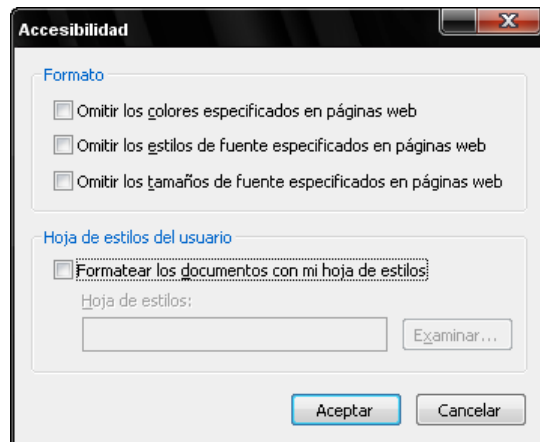 Accesibilidad
Formato
Omitir los colores especificados en páginas web
Omitir los estilos de fuente especificados en páginas web
Omitir los tamaños de fuente especificados en páginas web
Hoja de estilos del usuario
Formatear los documentos con mi hoja de estilos
Hoja de estilos:
Examinar...
Aceptar
Cancelar